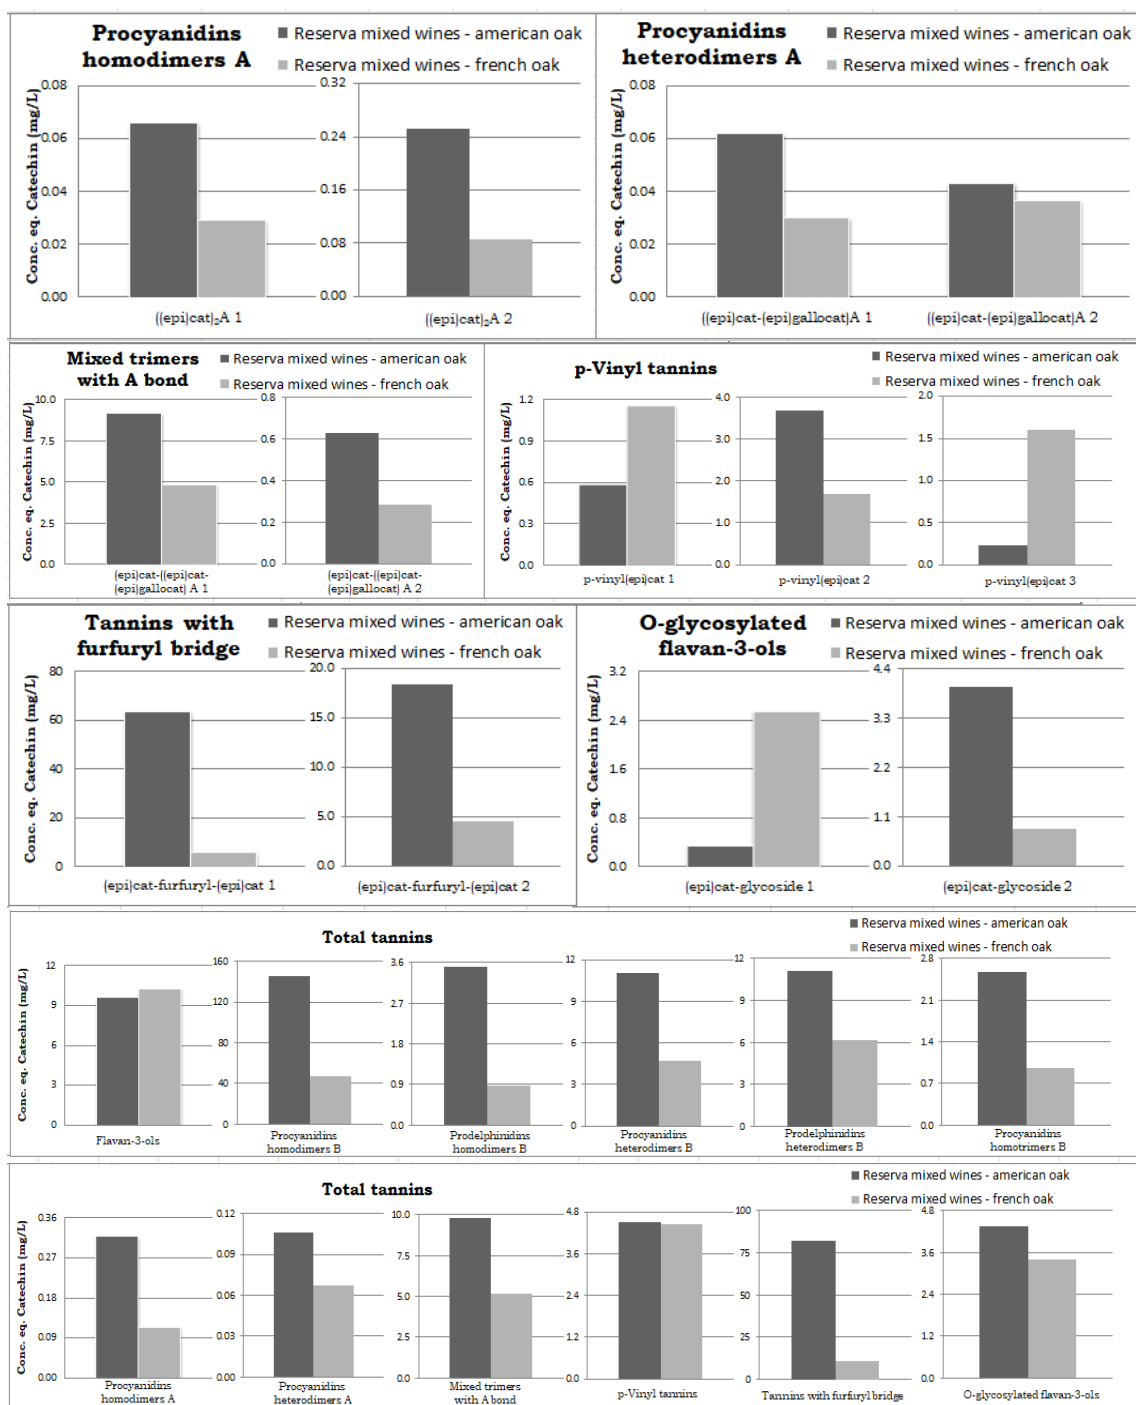 Procyanidins
homodimers A
Reserva mixed wines - american oak
Reserva mixed wines - french oak
Conc. eq. Catechin (mg/L)
0.08
0.06
0.04
0.02
0.00
((epi)cat)₂A 1
0.32
0.24
0.16
0.08
0.00
((epi)cat)₂A 2
Procyanidins
heterodimers A
Reserva mixed wines - american oak
Reserva mixed wines - french oak
Conc. eq. Catechin (mg/L)
0.08
0.06
0.04
0.02
0.00
((epi)cat-(epi)gallocat)A 1
((epi)cat-(epi)gallocat)A 2
Mixed trimers
with A bond
Reserva mixed wines - american oak
Reserva mixed wines - french oak
Conc. eq. Catechin (mg/L)
10.0
7.5
5.0
2.5
0.0
(epi)cat-((epi)cat-
(epi)gallocat) A 1
0.8
0.6
0.4
0.2
0.0
(epi)cat-((epi)cat-
(epi)gallocat) A 2
p-Vinyl tannins
Reserva mixed wines - american oak
Reserva mixed wines - french oak
Conc. eq. Catechin (mg/L)
1.2
0.9
0.6
0.3
0.0
p-vinyl(epi)cat 1
4.0
3.0
2.0
1.0
0.0
p-vinyl(epi)cat 2
2.0
1.5
1.0
0.5
0.0
p-vinyl(epi)cat 3
Tannins with
furfuryl bridge
Reserva mixed wines - american oak
Reserva mixed wines - french oak
Conc. eq. Catechin (mg/L)
80
60
40
20
0
(epi)cat-furfuryl-(epi)cat 1
20.0
15.0
10.0
5.0
0.0
(epi)cat-furfuryl-(epi)cat 2
O-glycosylated
flavan-3-ols
Reserva mixed wines - american oak
Reserva mixed wines - french oak
Conc. eq. Catechin (mg/L)
3.2
2.4
1.6
0.8
0.0
(epi)cat-glycoside 1
4.4
3.3
2.2
1.1
0.0
(epi)cat-glycoside 2
Total tannins
Reserva mixed wines - american oak
Reserva mixed wines - french oak
Conc. eq. Catechin (mg/L)
12
9
6
3
0
Flavan-3-ols
160
120
80
40
0
Procyanidins
homodimers B
3.6
2.7
1.8
0.9
0.0
Prodelphinidins
homodimers B
12
9
6
3
0
Procyanidins
heterodimers B
12
9
6
3
0
Prodelphinidins
heterodimers B
2.8
2.1
1.4
0.7
0.0
Procyanidins
homotrimers B
Total tannins
Reserva mixed wines - american oak
Reserva mixed wines - french oak
Conc. eq. Catechin (mg/L)
0.36
0.27
0.18
0.09
0.00
Procyanidins
homodimers A
0.12
0.09
0.06
0.03
0.00
Procyanidins
heterodimers A
10.0
7.5
5.0
2.5
0.0
Mixed trimers
with A bond
4.8
3.6
2.4
1.2
0.0
p-Vinyl tannins
100
75
50
25
0
Tannins with furfuryl bridge
4.8
3.6
2.4
1.2
0.0
O-glycosylated flavan-3-ols